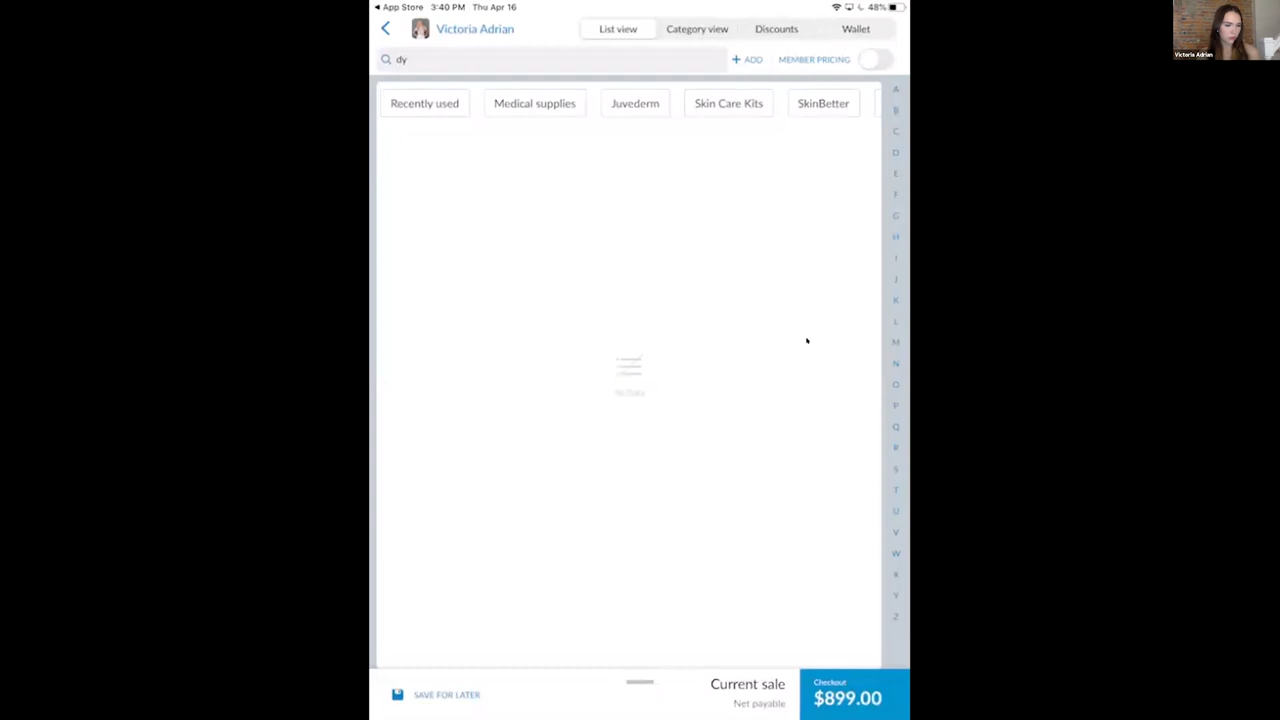 App Store 3:40 PM Thu Apr 16 48%
Victoria Adrian List view Category view Discounts Wallet
dy + ADD MEMBER PRICING
Recently used Medical supplies Juvederm Skin Care Kits SkinBetter
A
B
C
D
E
F
G
H
I
J
K
L
M
N
O
P
Q
R
S
T
U
V
W
X
Y
Z
No Data
SAVE FOR LATER
Current sale
Net payable
Checkout
$899.00
Victoria Adrian